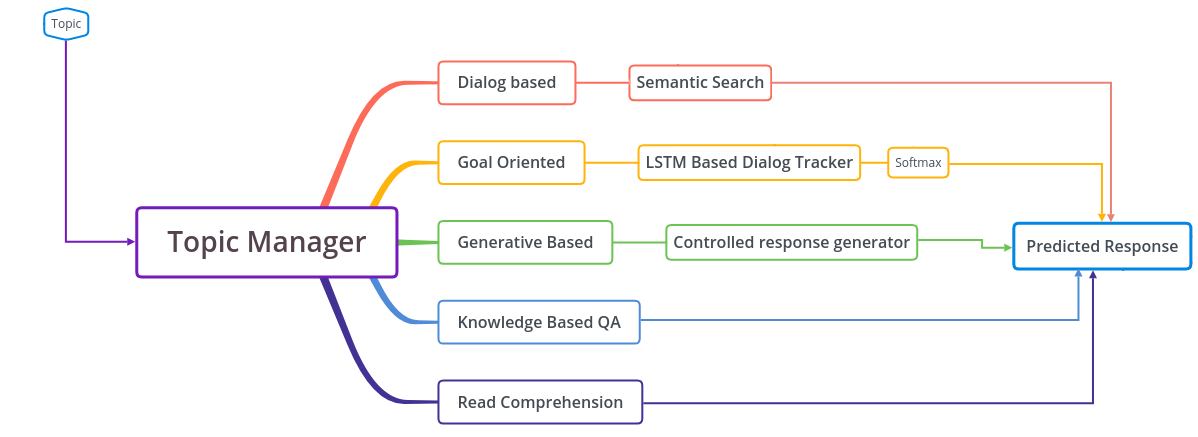 Topic
Dialog based
Semantic Search
Goal Oriented
LSTM Based Dialog Tracker
Softmax
Topic Manager
Generative Based
Controlled response generator
Predicted Response
Knowledge Based QA
Read Comprehension